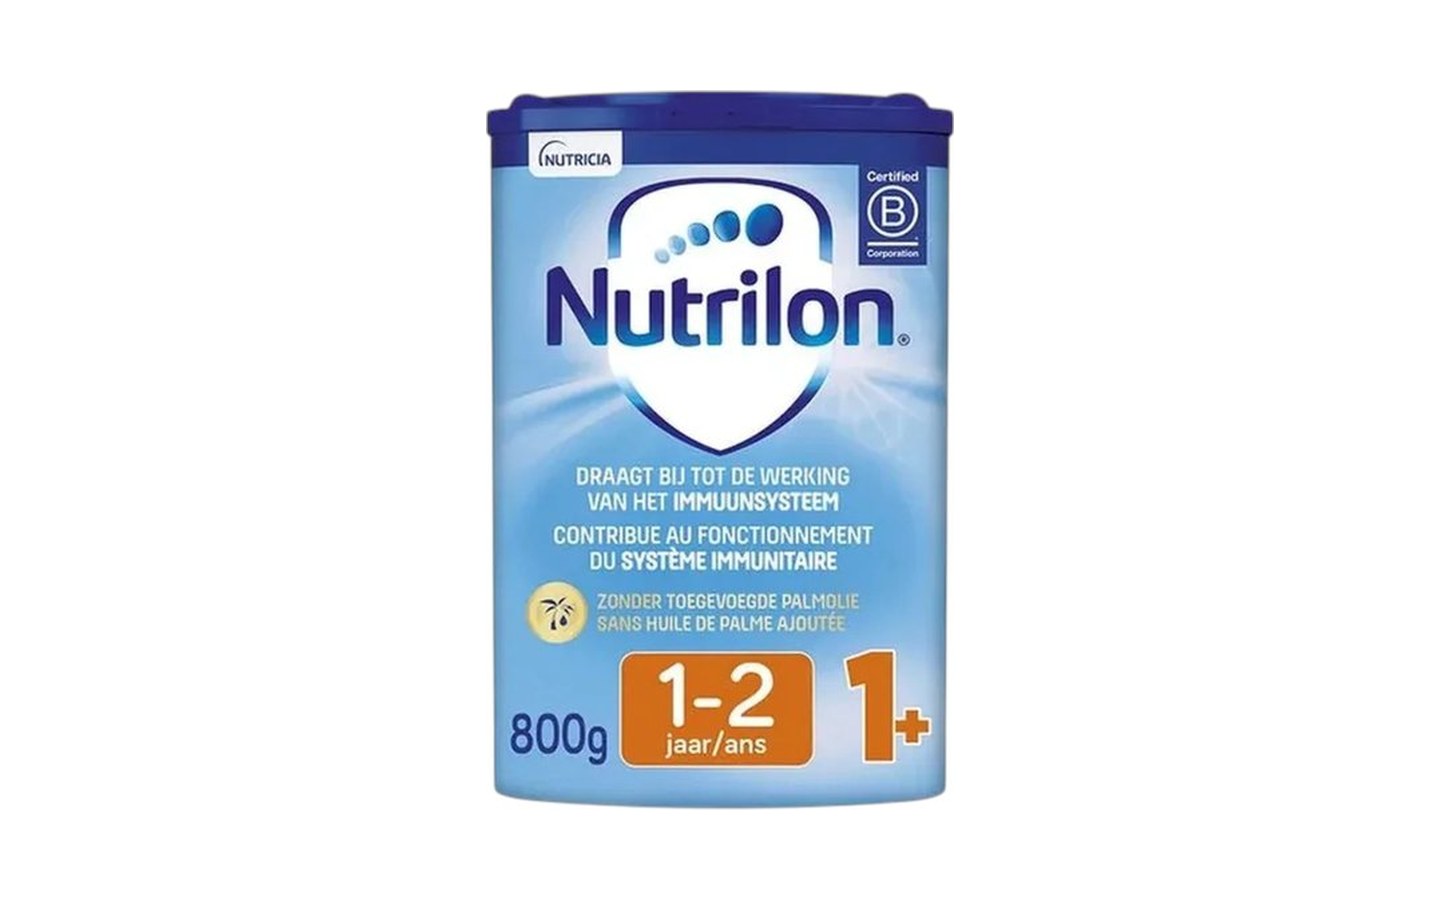 NUTRICIA
Certified
B
Corporation
Nutrilon®
DRAAGT BIJ TOT DE WERKING
VAN HET IMMUUNSYSTEEM
CONTRIBUE AU FONCTIONNEMENT
DU SYSTÈME IMMUNITAIRE
ZONDER TOEGEVOEGDE PALMOLIE
SANS HUILE DE PALME AJOUTÉE
800g
1-2
jaar/ans
1+